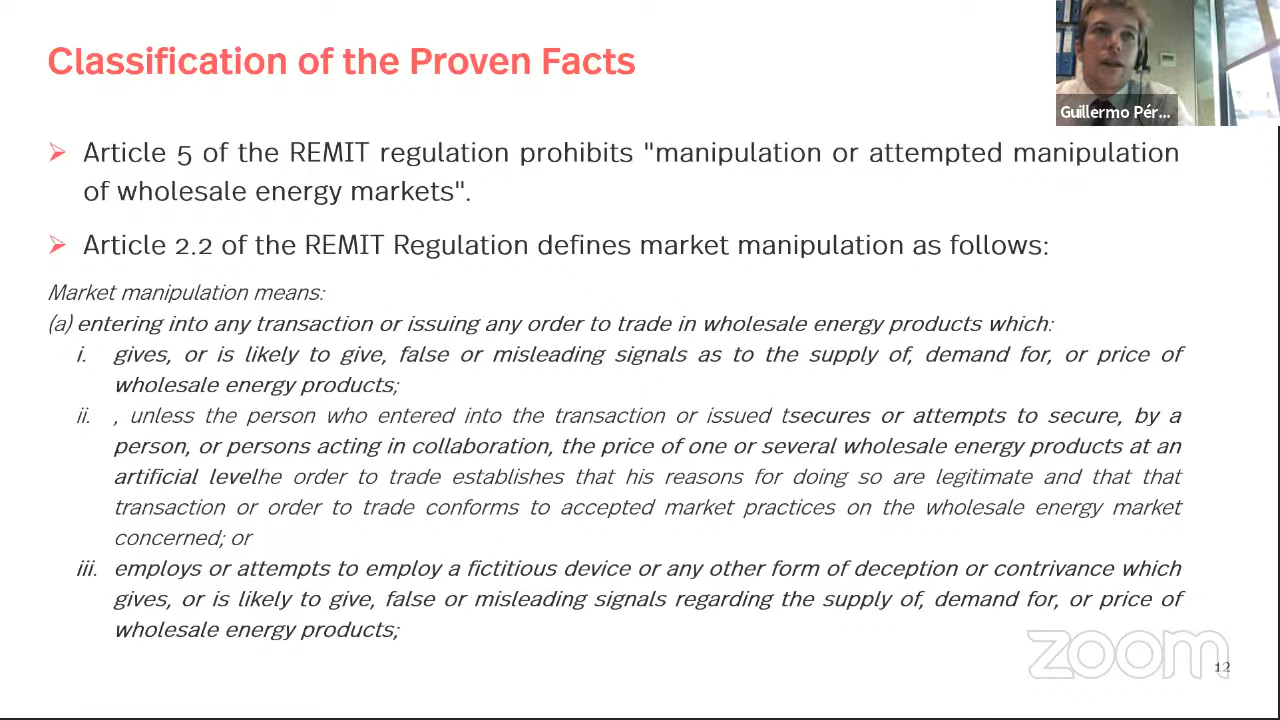 Classification of the Proven Facts
Guillermo Pér...
➢ Article 5 of the REMIT regulation prohibits "manipulation or attempted manipulation
of wholesale energy markets".
➢ Article 2.2 of the REMIT Regulation defines market manipulation as follows:
Market manipulation means:
(a) entering into any transaction or issuing any order to trade in wholesale energy products which:
i. gives, or is likely to give, false or misleading signals as to the supply of, demand for, or price of
wholesale energy products;
ii. , unless the person who entered into the transaction or issued tsecures or attempts to secure, by a
person, or persons acting in collaboration, the price of one or several wholesale energy products at an
artificial levelhe order to trade establishes that his reasons for doing so are legitimate and that that
transaction or order to trade conforms to accepted market practices on the wholesale energy market
concerned; or
iii. employs or attempts to employ a fictitious device or any other form of deception or contrivance which
gives, or is likely to give, false or misleading signals regarding the supply of, demand for, or price of
wholesale energy products;
zoom
12